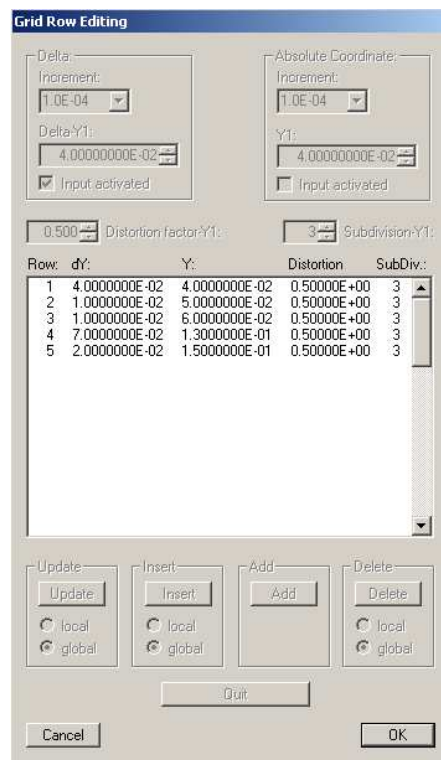 Grid Row Editing
Delta: Absolute Coordinate:
Increment: Increment:
1.0E-04 1.0E-04
Delta-Y1: Y1:
4.00000000E-02 4.00000000E-02
Input activated Input activated
0.500 Distortion factor-Y1: 3 Subdivision-Y1:
Row: dY: Y: Distortion SubDiv.:
1 4.0000000E-02 4.0000000E-02 0.50000E+00 3
2 1.0000000E-02 5.0000000E-02 0.50000E+00 3
3 1.0000000E-02 6.0000000E-02 0.50000E+00 3
4 7.0000000E-02 1.3000000E-01 0.50000E+00 3
5 2.0000000E-02 1.5000000E-01 0.50000E+00 3
Update Insert Add Delete
Update Insert Add Delete
local local local
global global global
Quit
Cancel OK